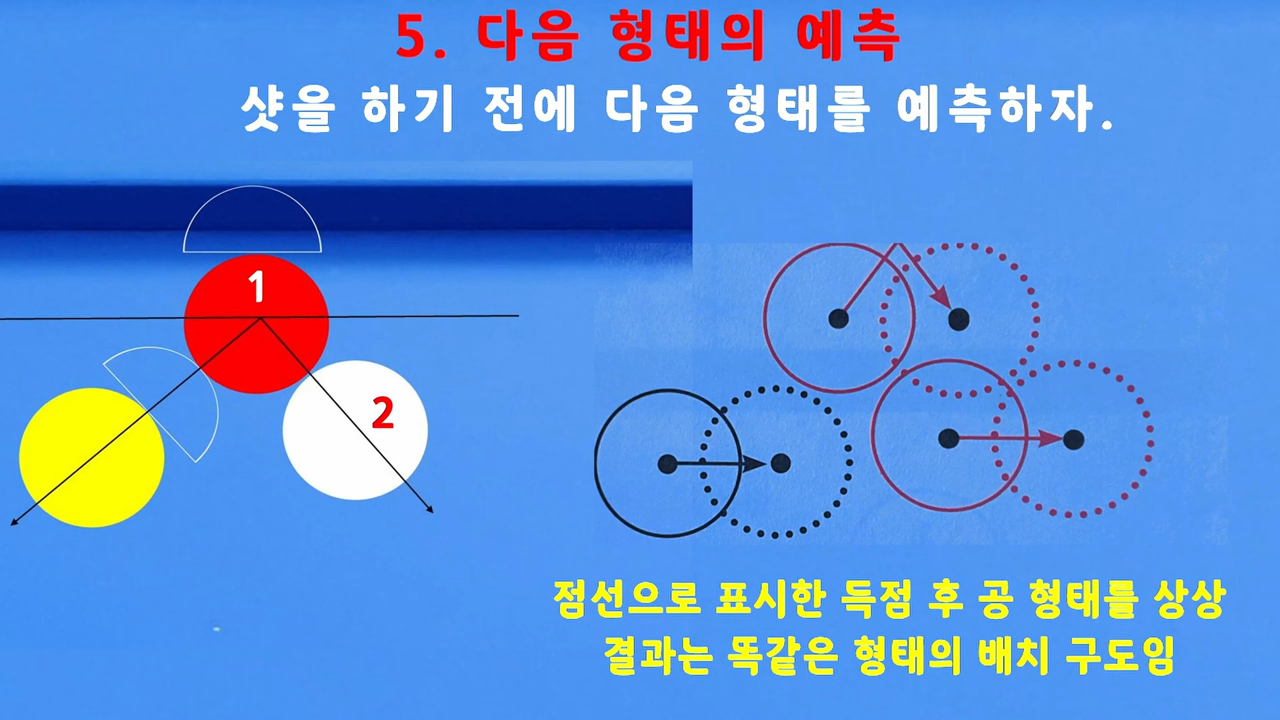 5. 다음 형태의 예측
샷을 하기 전에 다음 형태를 예측하자.
1
2
점선으로 표시한 득점 후 공 형태를 상상
결과는 똑같은 형태의 배치 구도임